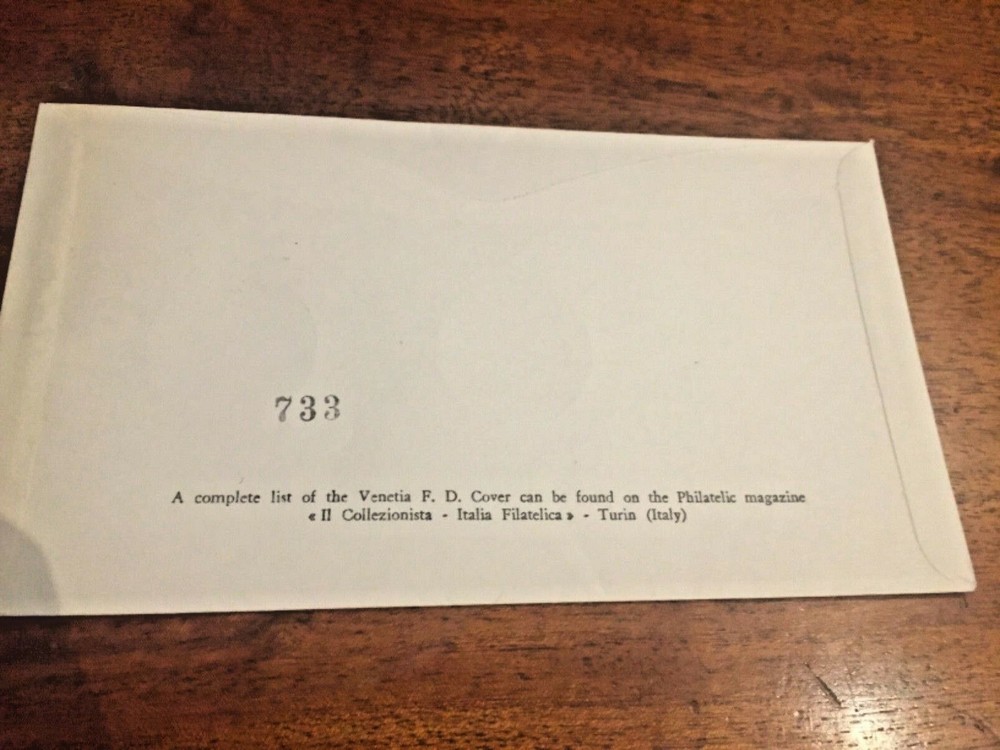 733
A complete list of the Venetia F. D. Cover can be found on the Philatelic magazine
« Il Collezionista - Italia Filatelica » - Turin (Italy)